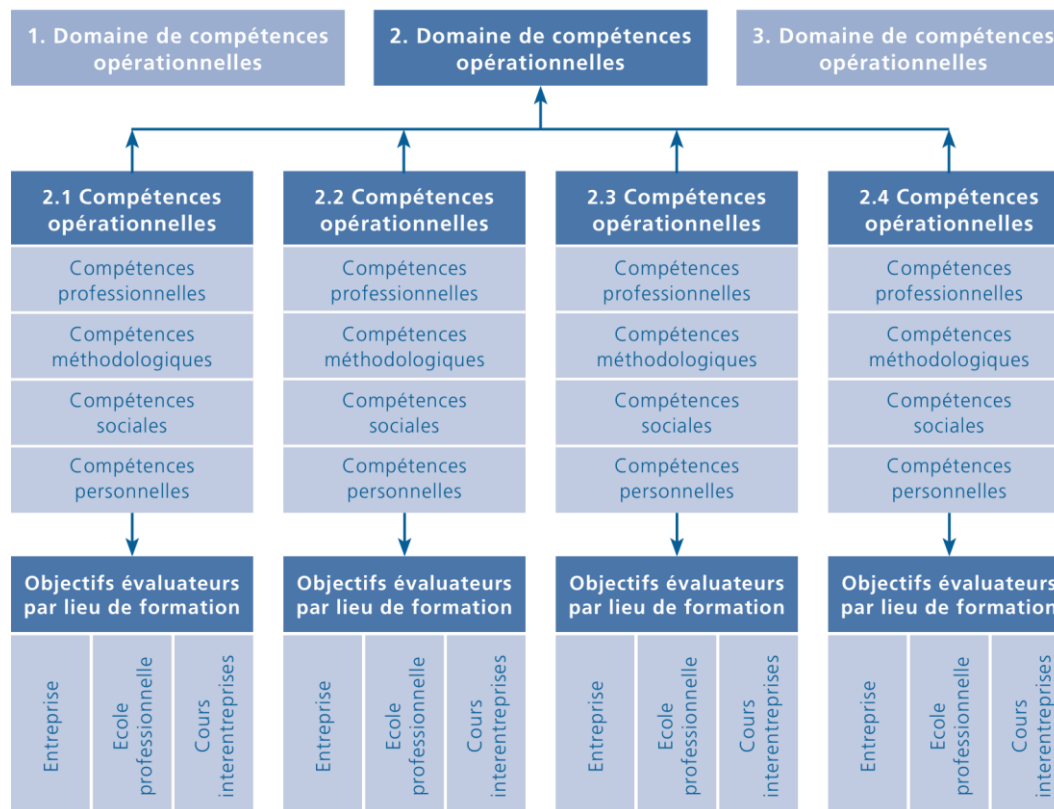 1. Domaine de compétences
opérationnelles
2. Domaine de compétences
opérationnelles
3. Domaine de compétences
opérationnelles
2.1 Compétences
opérationnelles
2.2 Compétences
opérationnelles
2.3 Compétences
opérationnelles
2.4 Compétences
opérationnelles
Compétences
professionnelles
Compétences
professionnelles
Compétences
professionnelles
Compétences
professionnelles
Compétences
méthodologiques
Compétences
méthodologiques
Compétences
méthodologiques
Compétences
méthodologiques
Compétences
sociales
Compétences
sociales
Compétences
sociales
Compétences
sociales
Compétences
personnelles
Compétences
personnelles
Compétences
personnelles
Compétences
personnelles
Objectifs évaluateurs
par lieu de formation
Objectifs évaluateurs
par lieu de formation
Objectifs évaluateurs
par lieu de formation
Objectifs évaluateurs
par lieu de formation
Entreprise
Ecole
professionnelle
Cours
interentreprises
Entreprise
Ecole
professionnelle
Cours
interentreprises
Entreprise
Ecole
professionnelle
Cours
interentreprises
Entreprise
Ecole
professionnelle
Cours
interentreprises